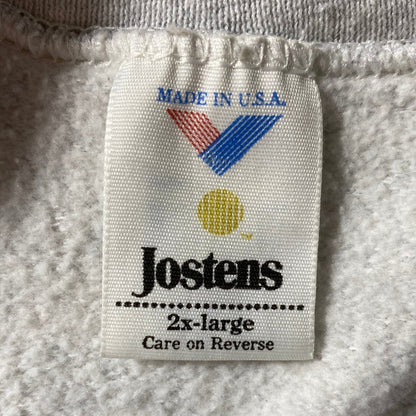 MADE IN U.S.A.
Jostens
2x-large
Care on Reverse